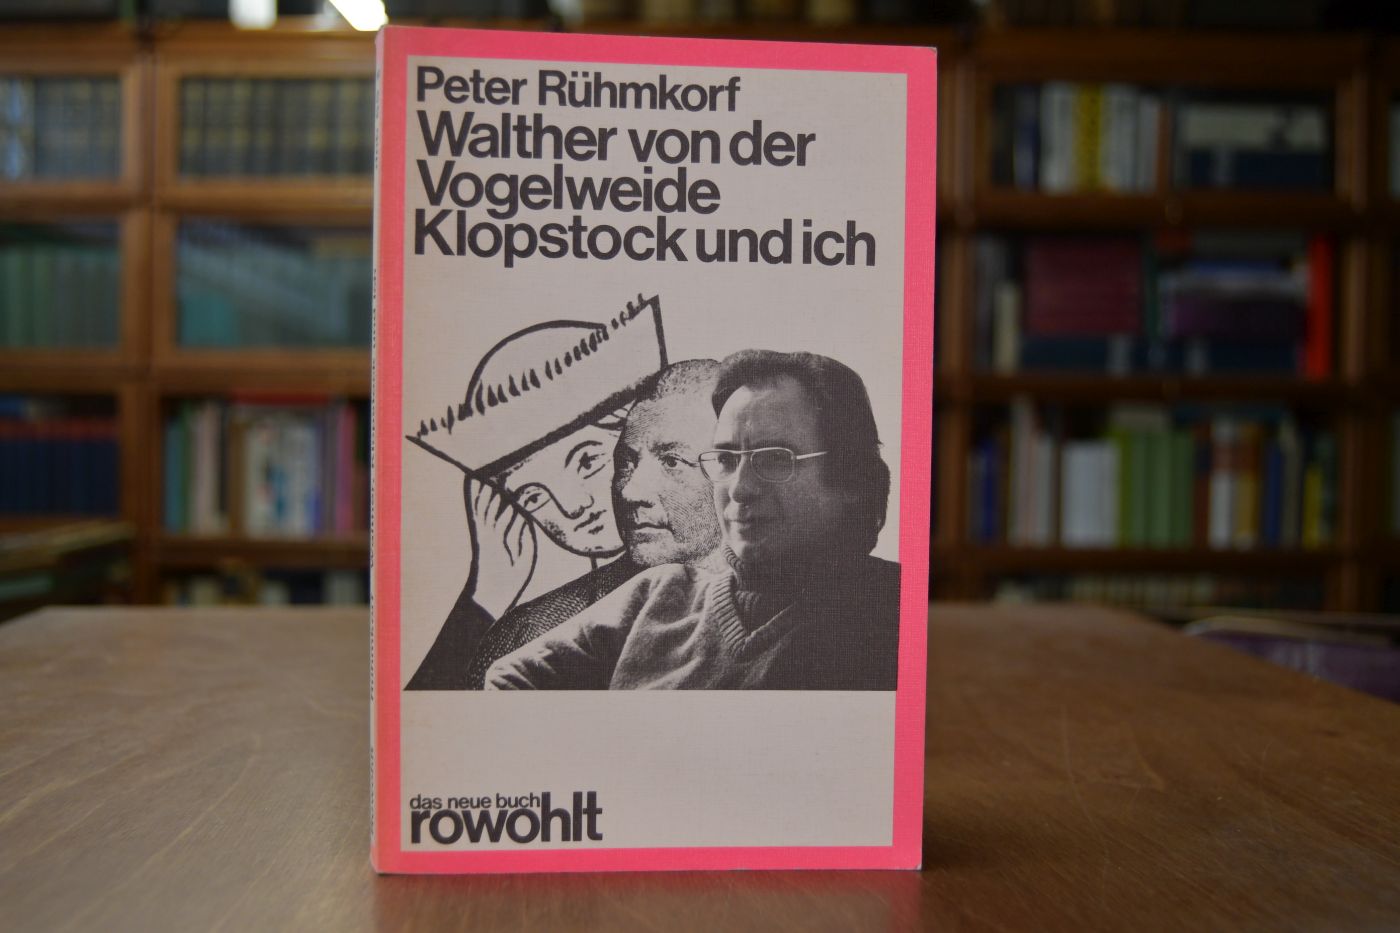 Peter Rühmkorf
Walther von der
Vogelweide
Klopstock und ich
das neue buch
rowohlt